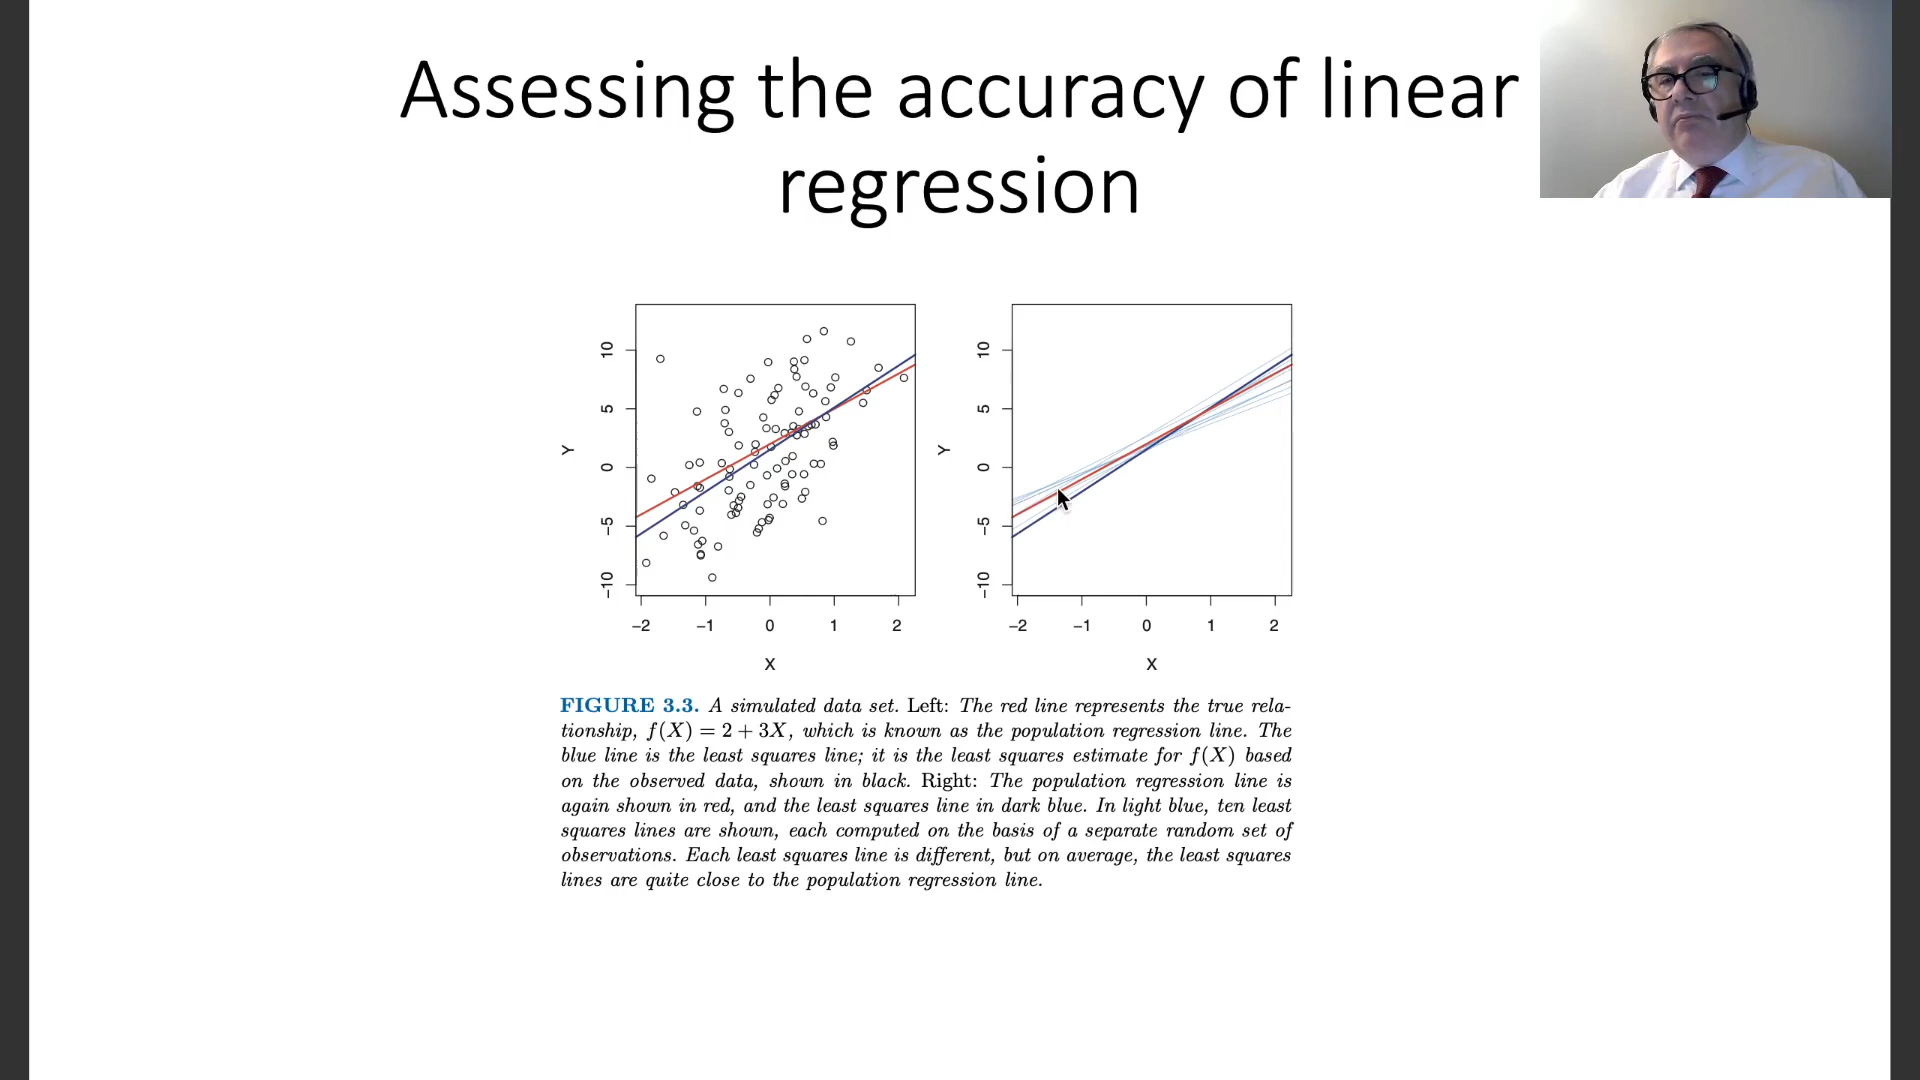 Assessing the accuracy of linear
regression
10
5
0
−5
−10
Y
−2 −1 0 1 2
X
10
5
0
−5
−10
Y
−2 −1 0 1 2
X
FIGURE 3.3. A simulated data set. Left: The red line represents the true rela-
tionship, f(X) = 2 + 3X, which is known as the population regression line. The
blue line is the least squares line; it is the least squares estimate for f(X) based
on the observed data, shown in black. Right: The population regression line is
again shown in red, and the least squares line in dark blue. In light blue, ten least
squares lines are shown, each computed on the basis of a separate random set of
observations. Each least squares line is different, but on average, the least squares
lines are quite close to the population regression line.